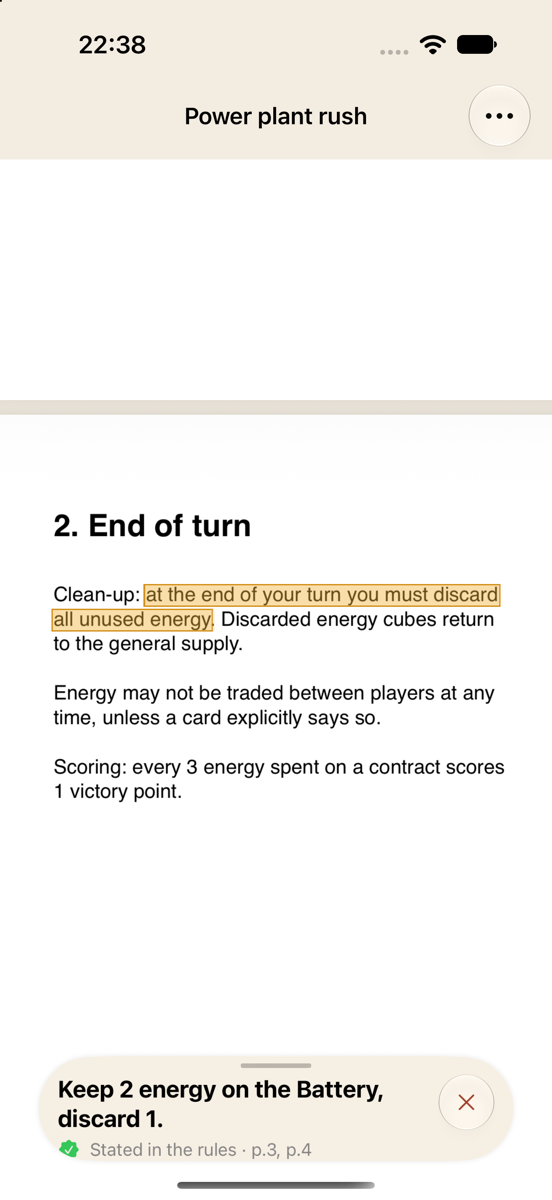 22:38
Power plant rush
2. End of turn
Clean-up: at the end of your turn you must discard
all unused energy. Discarded energy cubes return
to the general supply.
Energy may not be traded between players at any
time, unless a card explicitly says so.
Scoring: every 3 energy spent on a contract scores
1 victory point.
Keep 2 energy on the Battery,
discard 1.
Stated in the rules · p.3, p.4